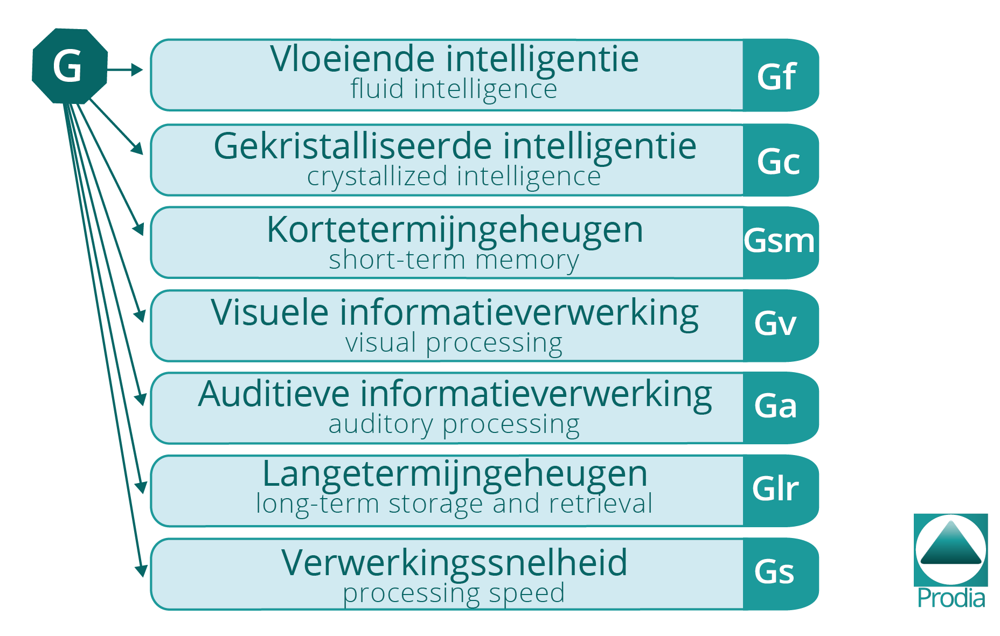 G
Vloeiende intelligentie
fluid intelligence
Gf
Gekristalliseerde intelligentie
crystallized intelligence
Gc
Kortetermijngeheugen
short-term memory
Gsm
Visuele informatieverwerking
visual processing
Gv
Auditieve informatieverwerking
auditory processing
Ga
Langetermijngeheugen
long-term storage and retrieval
Glr
Verwerkingssnelheid
processing speed
Gs
Prodia